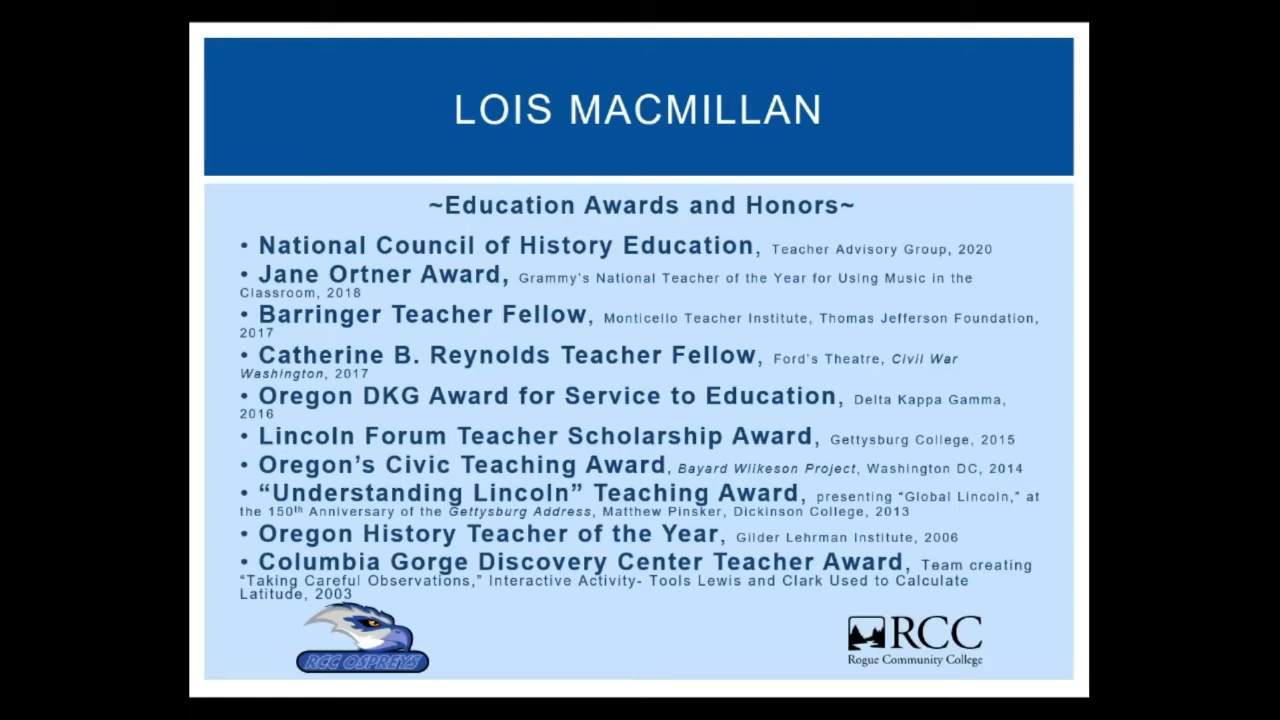 LOIS MACMILLAN
~Education Awards and Honors~
• National Council of History Education, Teacher Advisory Group, 2020
• Jane Ortner Award, Grammy's National Teacher of the Year for Using Music in the
Classroom, 2018
• Barringer Teacher Fellow, Monticello Teacher Institute, Thomas Jefferson Foundation,
2017
• Catherine B. Reynolds Teacher Fellow, Ford's Theatre, Civil War
Washington, 2017
• Oregon DKG Award for Service to Education, Delta Kappa Gamma,
2016
• Lincoln Forum Teacher Scholarship Award, Gettysburg College, 2015
• Oregon's Civic Teaching Award, Bayard Wilkeson Project, Washington DC, 2014
• “Understanding Lincoln” Teaching Award, presenting “Global Lincoln,” at
the 150th Anniversary of the Gettysburg Address, Matthew Pinsker, Dickinson College, 2013
• Oregon History Teacher of the Year, Gilder Lehrman Institute, 2006
• Columbia Gorge Discovery Center Teacher Award, Team creating
“Taking Careful Observations,” Interactive Activity- Tools Lewis and Clark Used to Calculate
Latitude, 2003
RCC OSPREYS
RCC
Rogue Community College